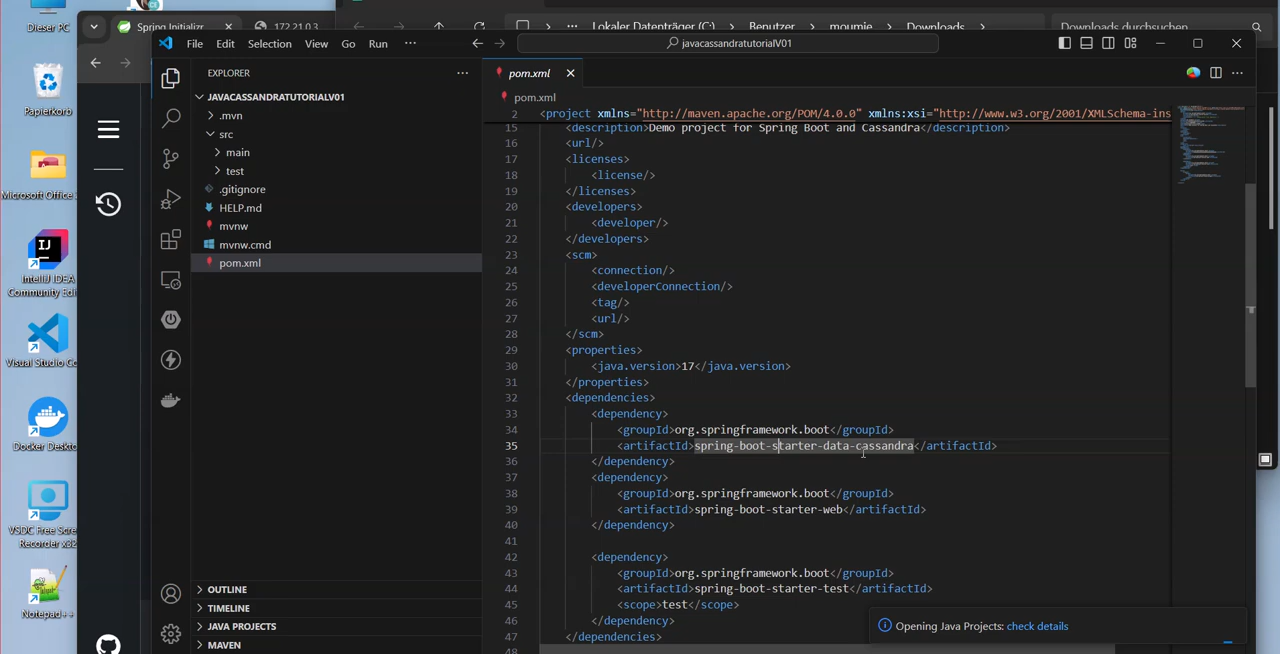 Dieser PC
Spring Initializr
172.21.0.3
Lokaler Datenträger (C:)
Benutzer
moumie
Downloads
Downloads durchsuchen
File Edit Selection View Go Run ···
javacassandratutorialV01
Papierkorb
EXPLORER
pom.xml
JAVACASSANDRATUTORIALV01
pom.xml
.mvn
2 <project xmlns="http://maven.apache.org/POM/4.0.0" xmlns:xsi="http://www.w3.org/2001/XMLSchema-ins
src
15 <description>Demo project for Spring Boot and Cassandra</description>
16 <url/>
main
17 <licenses>
test
18 <license/>
.gitignore
19 </licenses>
Microsoft Office
HELP.md
20 <developers>
mvnw
21 <developer/>
mvnw.cmd
22 </developers>
pom.xml
23 <scm>
24 <connection/>
IntelliJ IDEA
Community Edi
25 <developerConnection/>
26 <tag/>
27 <url/>
28 </scm>
29 <properties>
30 <java.version>17</java.version>
Visual Studio Co
31 </properties>
32 <dependencies>
33 <dependency>
34 <groupId>org.springframework.boot</groupId>
Docker Deskto
35 <artifactId>spring-boot-starter-data-cassandra</artifactId>
36 </dependency>
37 <dependency>
38 <groupId>org.springframework.boot</groupId>
39 <artifactId>spring-boot-starter-web</artifactId>
VSDC Free Scre
Recorder x32
40 </dependency>
41
42 <dependency>
43 <groupId>org.springframework.boot</groupId>
OUTLINE
44 <artifactId>spring-boot-starter-test</artifactId>
TIMELINE
45 <scope>test</scope>
Notepad++
46 </dependency>
JAVA PROJECTS
Opening Java Projects: check details
47 </dependencies>
MAVEN
48